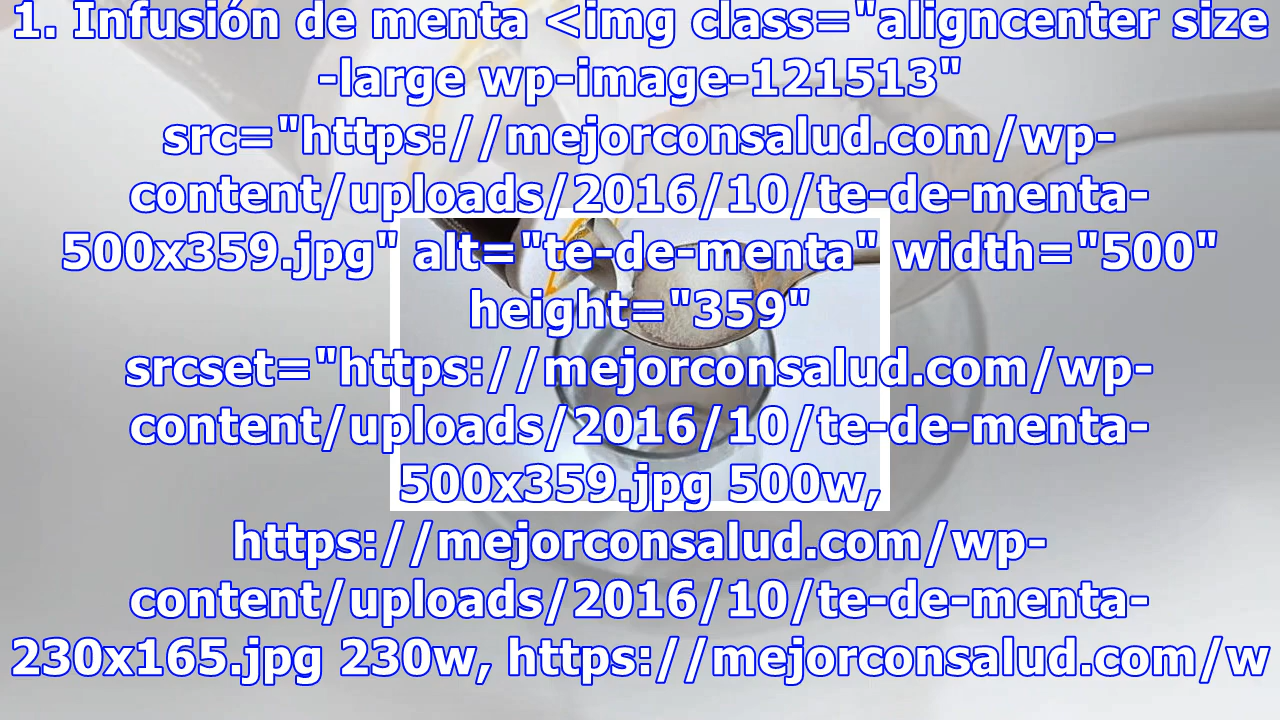 1. Infusión de menta <img class="aligncenter size
-large wp-image-121513"
src="https://mejorconsalud.com/wp-
content/uploads/2016/10/te-de-menta-
500x359.jpg" alt="te-de-menta" width="500"
height="359"
srcset="https://mejorconsalud.com/wp-
content/uploads/2016/10/te-de-menta-
500x359.jpg 500w,
https://mejorconsalud.com/wp-
content/uploads/2016/10/te-de-menta-
230x165.jpg 230w, https://mejorconsalud.com/w